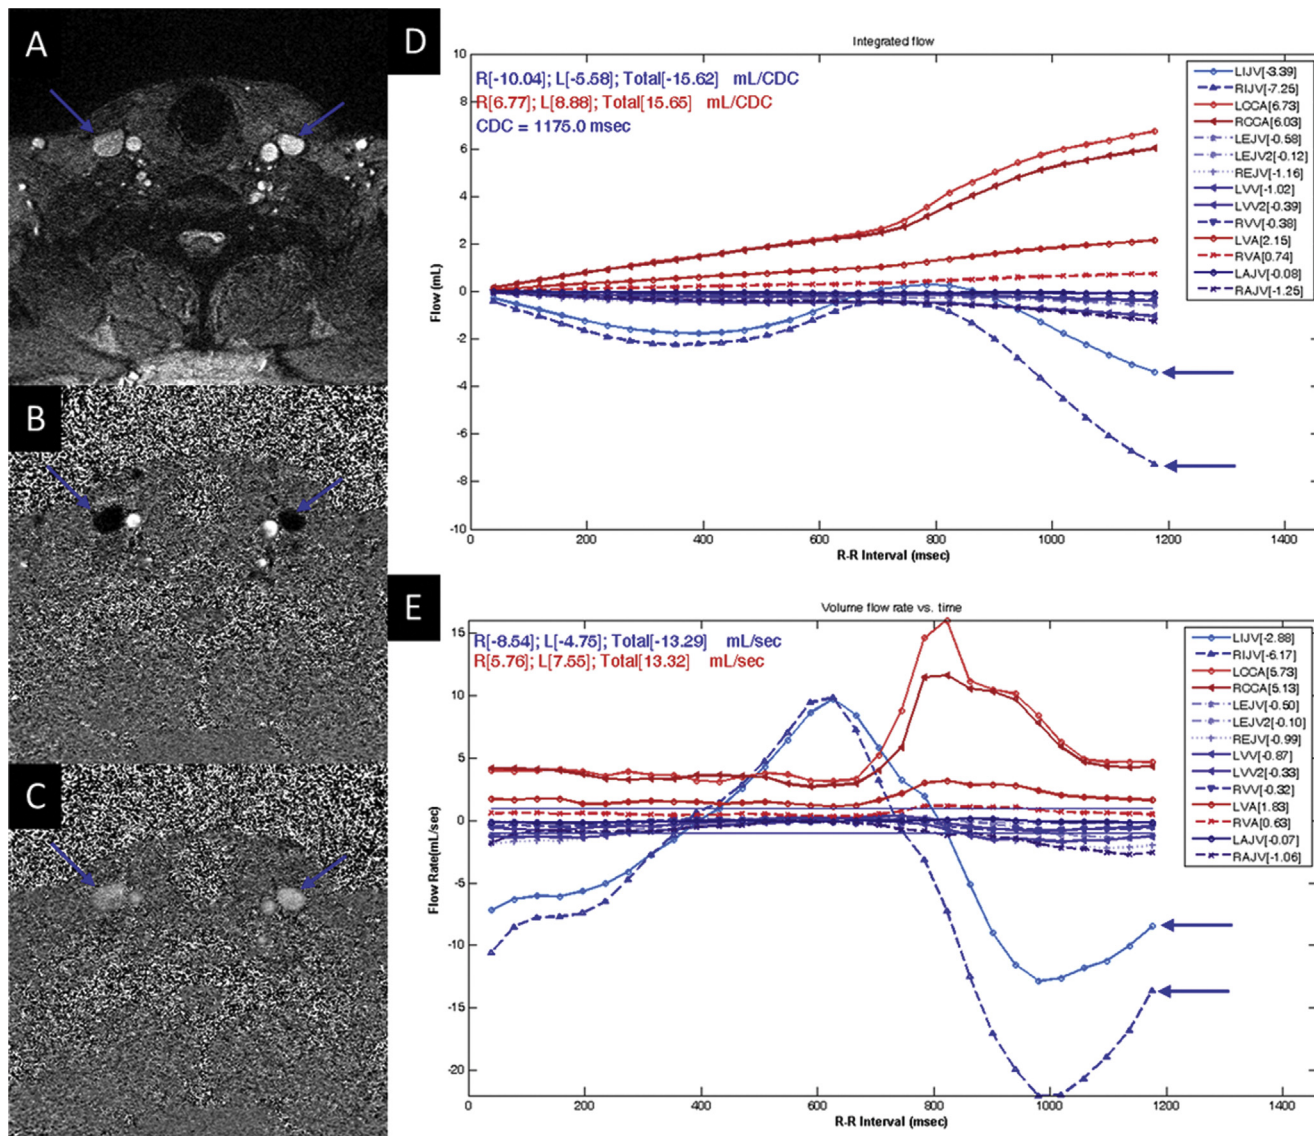 A
B
C
D
Integrated flow
R[-10.04]; L[-5.58]; Total[-15.62] mL/CDC
R[6.77]; L[8.88]; Total[15.65] mL/CDC
CDC = 1175.0 msec
10
8
6
4
2
0
-2
-4
-6
-8
-10
Flow (mL)
0
200
400
600
800
1000
1200
1400
R-R Interval (msec)
LIJV[-3.39]
RIJV[-7.25]
LCCA[6.73]
RCCA[6.03]
LEJV[-0.58]
LEJV2[-0.12]
REJV[-1.16]
LVV[-1.02]
LVV2[-0.39]
RVV[-0.38]
LVA[2.15]
RVA[0.74]
LAJV[-0.08]
RAJV[-1.25]
E
Volume flow rate vs. time
R[-8.54]; L[-4.75]; Total[-13.29] mL/sec
R[5.76]; L[7.55]; Total[13.32] mL/sec
15
10
5
0
-5
-10
-15
-20
Flow Rate(mL/sec)
0
200
400
600
800
1000
1200
1400
R-R Interval (msec)
LIJV[-2.88]
RIJV[-6.17]
LCCA[5.73]
RCCA[5.13]
LEJV[-0.50]
LEJV2[-0.10]
REJV[-0.99]
LVV[-0.87]
LVV2[-0.33]
RVV[-0.32]
LVA[1.83]
RVA[0.63]
LAJV[-0.07]
RAJV[-1.06]